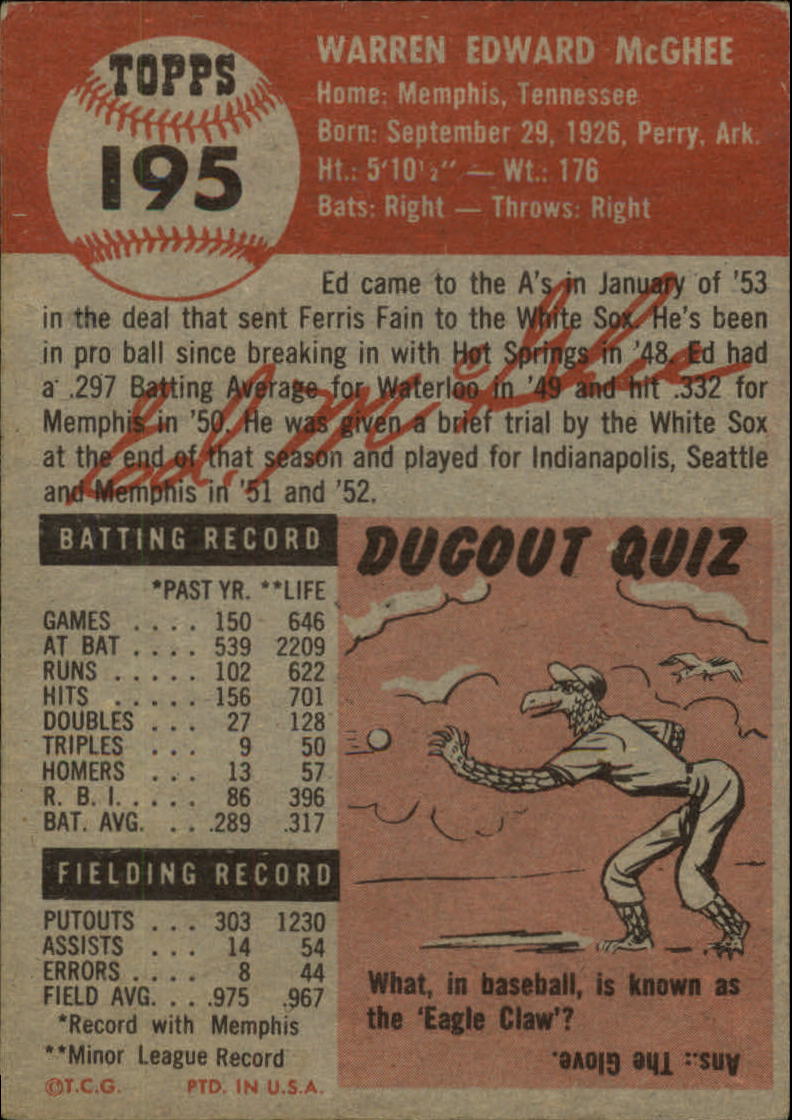 TOPPS
195
WARREN EDWARD McGHEE
Home: Memphis, Tennessee
Born: September 29, 1926, Perry, Ark.
Ht.: 5'10½" — Wt.: 176
Bats: Right — Throws: Right
Ed came to the A's in January of '53
in the deal that sent Ferris Fain to the White Sox. He's been
in pro ball since breaking in with Hot Springs in '48. Ed had
a .297 Batting Average for Waterloo in '49 and hit .332 for
Memphis in '50. He was given a brief trial by the White Sox
at the end of that season and played for Indianapolis, Seattle
and Memphis in '51 and '52.
Ed. McGhee
BATTING RECORD
*PAST YR. **LIFE
GAMES . . . . 150 646
AT BAT . . . . 539 2209
RUNS . . . . . 102 622
HITS . . . . . 156 701
DOUBLES . . . 27 128
TRIPLES . . . 9 50
HOMERS . . . 13 57
R. B. I. . . . . . 86 396
BAT. AVG. . . .289 .317
FIELDING RECORD
PUTOUTS . . . 303 1230
ASSISTS . . . 14 54
ERRORS . . . . 8 44
FIELD AVG. . . .975 .967
*Record with Memphis
**Minor League Record
©T.C.G. PTD. IN U.S.A.
DUGOUT QUIZ
What, in baseball, is known as
the 'Eagle Claw'?
Ans.: The Glove.